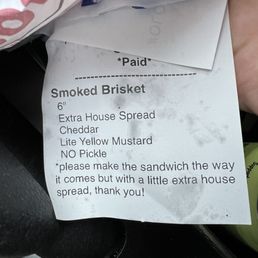 *Paid*
------------------------------
Smoked Brisket
6"
Extra House Spread
Cheddar
Lite Yellow Mustard
NO Pickle
*please make the sandwich the way
it comes but with a little extra house
spread, thank you!